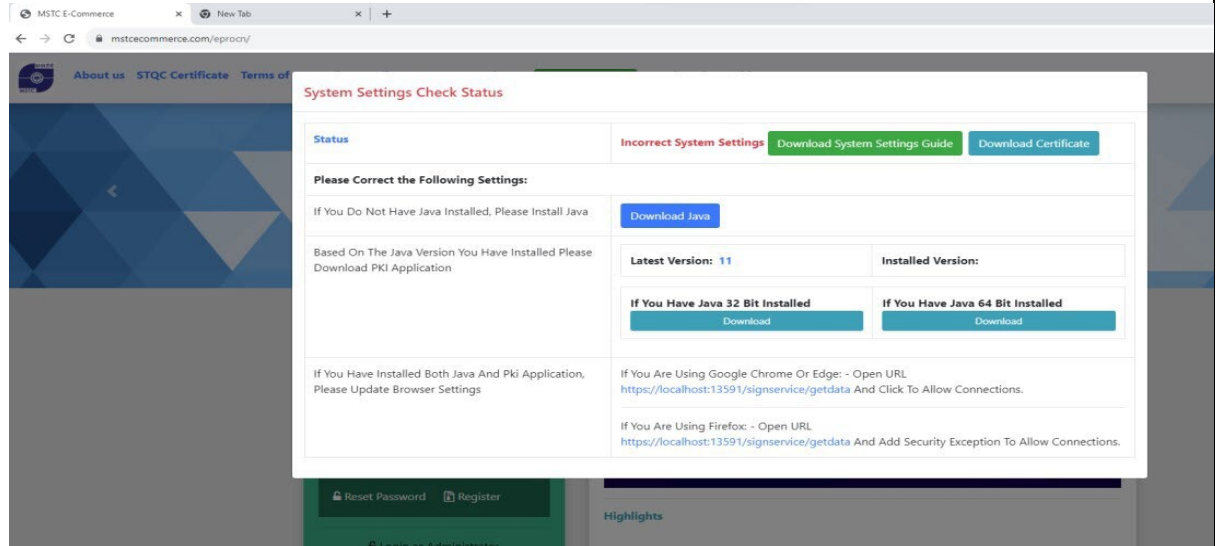 MSTC E-Commerce
New Tab
mstcecommerce.com/eprocn/
MSTC
About us STQC Certificate Terms of
System Settings Check Status
Status
Incorrect System Settings Download System Settings Guide Download Certificate
Please Correct the Following Settings:
If You Do Not Have Java Installed, Please Install Java
Download Java
Based On The Java Version You Have Installed Please
Download PKI Application
Latest Version: 11
Installed Version:
If You Have Java 32 Bit Installed
Download
If You Have Java 64 Bit Installed
Download
If You Have Installed Both Java And Pki Application,
Please Update Browser Settings
If You Are Using Google Chrome Or Edge: - Open URL
https://localhost:13591/signservice/getdata And Click To Allow Connections.
If You Are Using Firefox: - Open URL
https://localhost:13591/signservice/getdata And Add Security Exception To Allow Connections.
Reset Password Register
Highlights
Login as Administrator